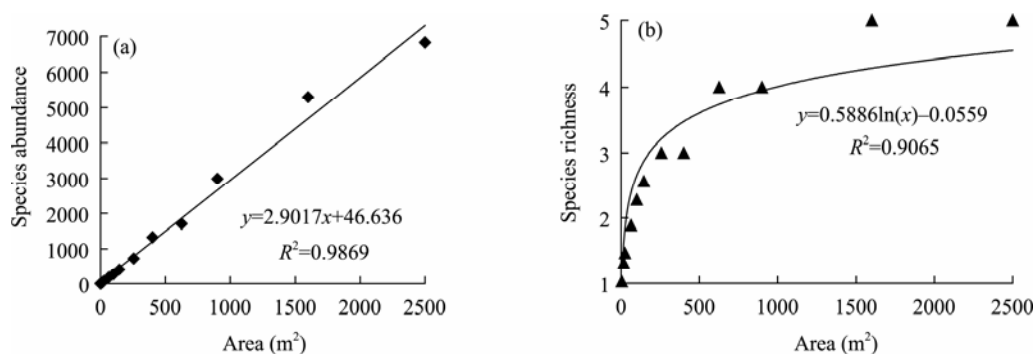 (a)
Species abundance
7000
6000
5000
4000
3000
2000
1000
0
y=2.9017x+46.636
R²=0.9869
0 500 1000 1500 2000 2500
Area (m²)
(b)
Species richness
5
4
3
2
1
y=0.5886ln(x)–0.0559
R²=0.9065
0 500 1000 1500 2000 2500
Area (m²)